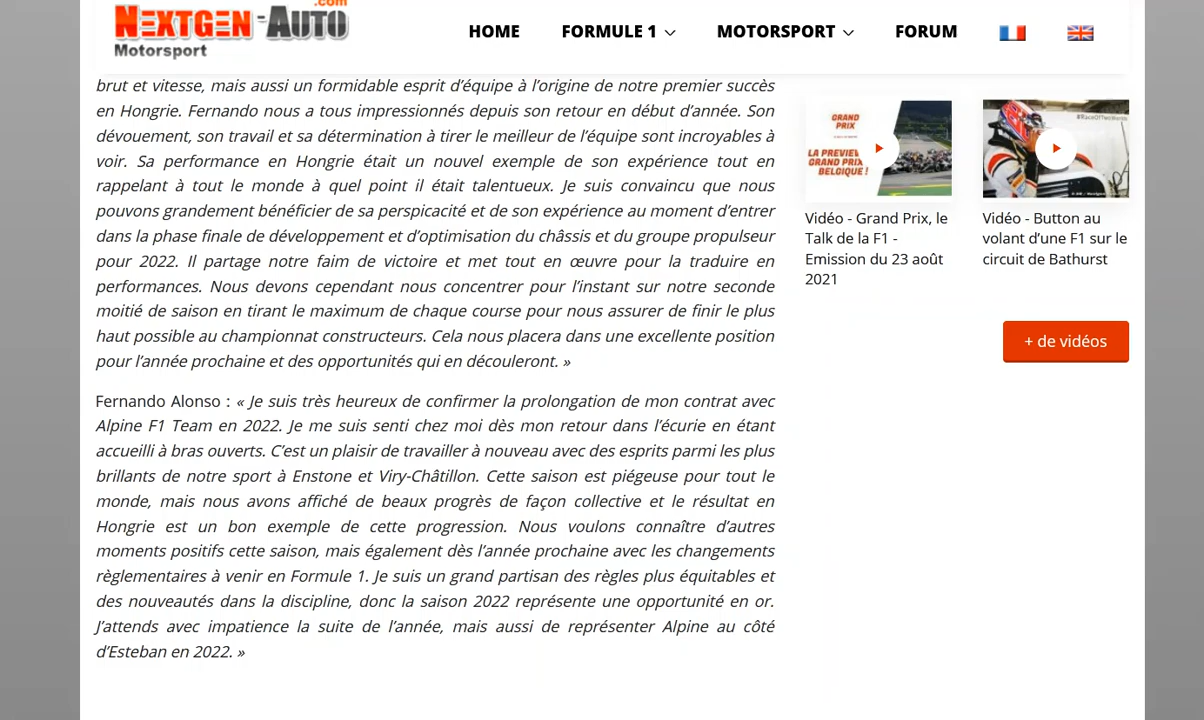 .com
NEXTGEN-AUTO
Motorsport
HOME
FORMULE 1
MOTORSPORT
FORUM
brut et vitesse, mais aussi un formidable esprit d’équipe à l’origine de notre premier succès
en Hongrie. Fernando nous a tous impressionnés depuis son retour en début d’année. Son
dévouement, son travail et sa détermination à tirer le meilleur de l’équipe sont incroyables à
voir. Sa performance en Hongrie était un nouvel exemple de son expérience tout en
rappelant à tout le monde à quel point il était talentueux. Je suis convaincu que nous
pouvons grandement bénéficier de sa perspicacité et de son expérience au moment d’entrer
dans la phase finale de développement et d’optimisation du châssis et du groupe propulseur
pour 2022. Il partage notre faim de victoire et met tout en œuvre pour la traduire en
performances. Nous devons cependant nous concentrer pour l’instant sur notre seconde
moitié de saison en tirant le maximum de chaque course pour nous assurer de finir le plus
haut possible au championnat constructeurs. Cela nous placera dans une excellente position
pour l’année prochaine et des opportunités qui en découleront. »
Fernando Alonso : « Je suis très heureux de confirmer la prolongation de mon contrat avec
Alpine F1 Team en 2022. Je me suis senti chez moi dès mon retour dans l’écurie en étant
accueilli à bras ouverts. C’est un plaisir de travailler à nouveau avec des esprits parmi les plus
brillants de notre sport à Enstone et Viry-Châtillon. Cette saison est piégeuse pour tout le
monde, mais nous avons affiché de beaux progrès de façon collective et le résultat en
Hongrie est un bon exemple de cette progression. Nous voulons connaître d’autres
moments positifs cette saison, mais également dès l’année prochaine avec les changements
règlementaires à venir en Formule 1. Je suis un grand partisan des règles plus équitables et
des nouveautés dans la discipline, donc la saison 2022 représente une opportunité en or.
J’attends avec impatience la suite de l’année, mais aussi de représenter Alpine au côté
d’Esteban en 2022. »
GRAND
PRIX
LA PREVIEW
GRAND PRIX
BELGIQUE !
Vidéo - Grand Prix, le
Talk de la F1 -
Emission du 23 août
2021
Vidéo - Button au
volant d’une F1 sur le
circuit de Bathurst
+ de vidéos